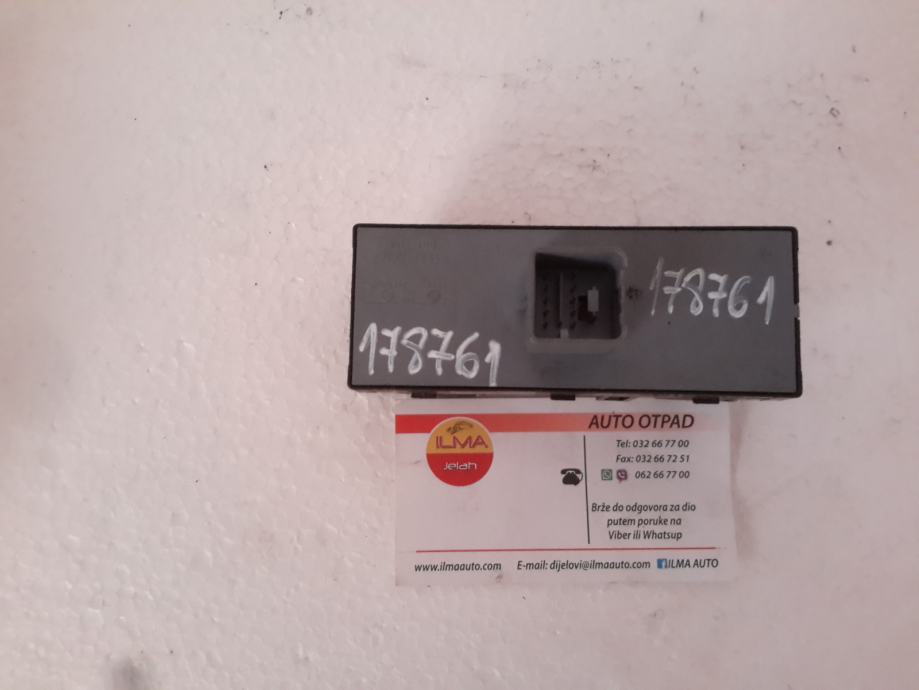 178761
178761
AUTO OTPAD
ILMA
Jelah
Tel: 032 66 77 00
Fax: 032 66 72 51
062 66 77 00
Brže do odgovora za dio
putem poruke na
Viber ili Whatsup
www.ilmaauto.com E-mail: dijelovi@ilmaauto.com ILMA AUTO